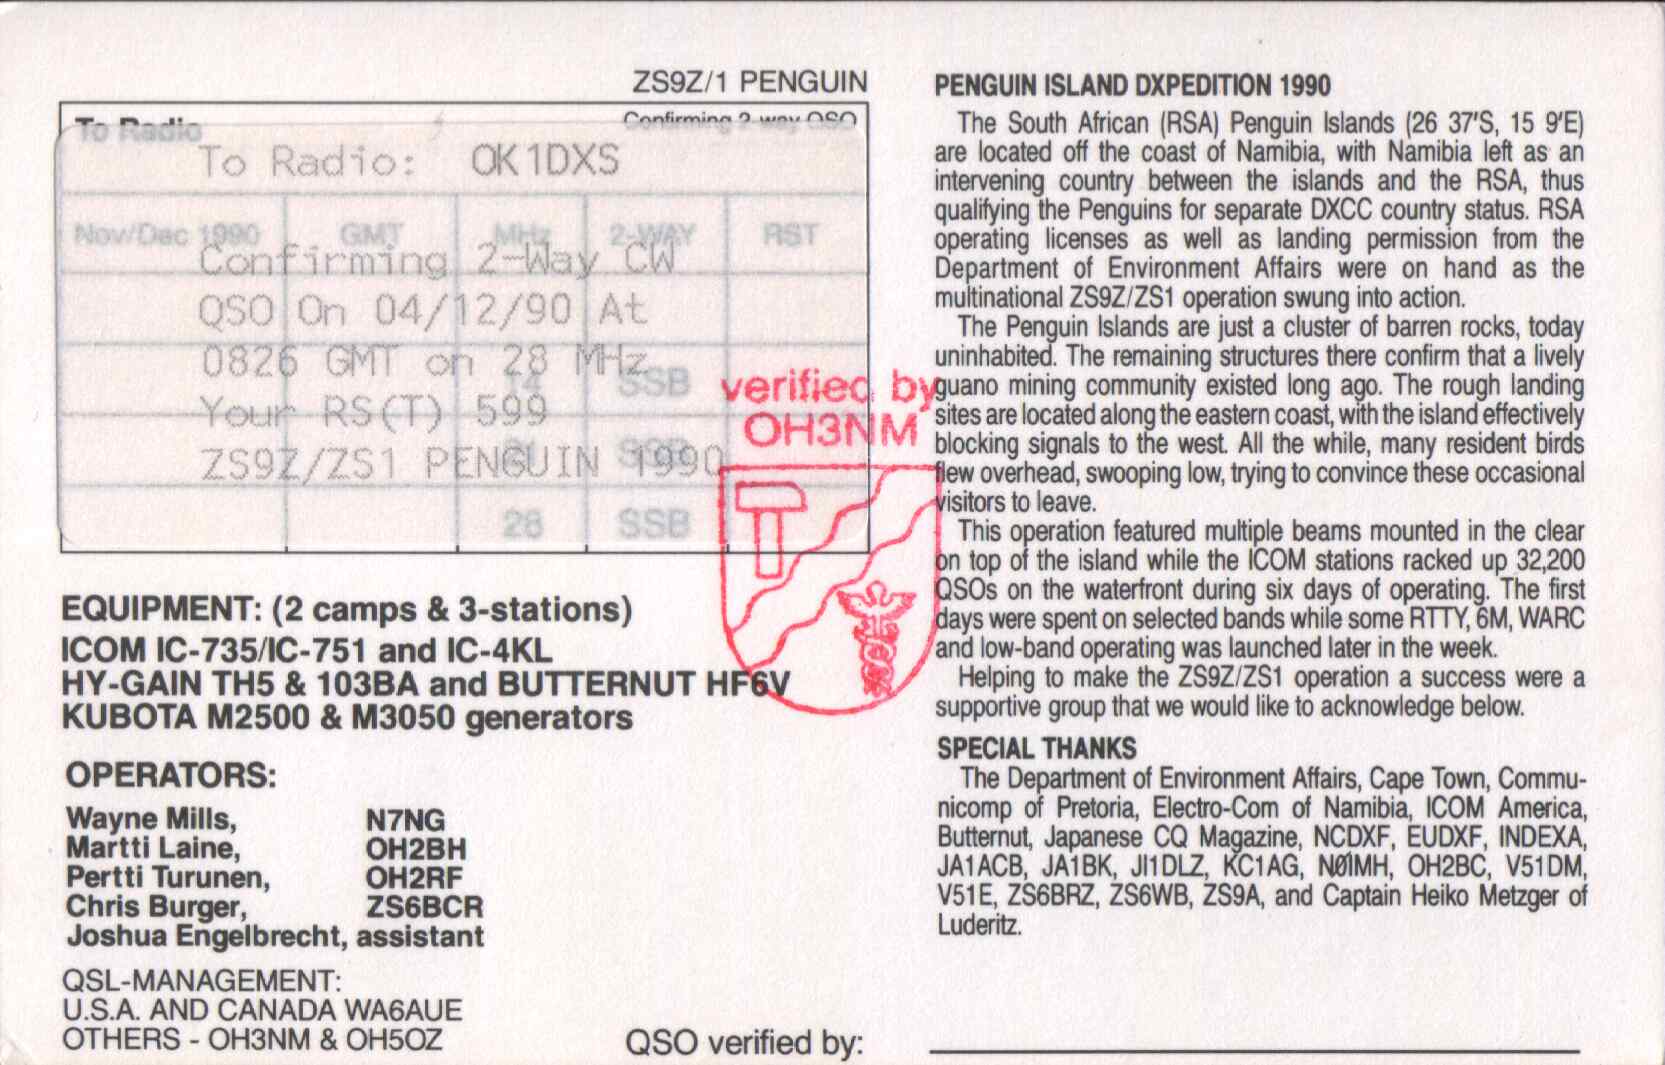 ZS9Z/1 PENGUIN
To Radio
Confirming 2-way QSO
To Radio: OK1DXS
Now/Dec 1990 GMT MHz 2-WAY RST
Confirming 2-Way CW
QSO On 04/12/90 At
0826 GMT on 28 MHz
14 SSB
Your RS(T) 599
21 SSB
ZS9Z/ZS1 PENGUIN 1990
28 SSB
verified by
OH3NM
EQUIPMENT: (2 camps & 3-stations)
ICOM IC-735/IC-751 and IC-4KL
HY-GAIN TH5 & 103BA and BUTTERNUT HF6V
KUBOTA M2500 & M3050 generators
OPERATORS:
Wayne Mills, N7NG
Martti Laine, OH2BH
Pertti Turunen, OH2RF
Chris Burger, ZS6BCR
Joshua Engelbrecht, assistant
QSL-MANAGEMENT:
U.S.A. AND CANADA WA6AUE
OTHERS - OH3NM & OH5OZ
QSO verified by:
PENGUIN ISLAND DXPEDITION 1990
The South African (RSA) Penguin Islands (26 37'S, 15 9'E)
are located off the coast of Namibia, with Namibia left as an
intervening country between the islands and the RSA, thus
qualifying the Penguins for separate DXCC country status. RSA
operating licenses as well as landing permission from the
Department of Environment Affairs were on hand as the
multinational ZS9Z/ZS1 operation swung into action.
The Penguin Islands are just a cluster of barren rocks, today
uninhabited. The remaining structures there confirm that a lively
guano mining community existed long ago. The rough landing
sites are located along the eastern coast, with the island effectively
blocking signals to the west. All the while, many resident birds
flew overhead, swooping low, trying to convince these occasional
visitors to leave.
This operation featured multiple beams mounted in the clear
on top of the island while the ICOM stations racked up 32,200
QSOs on the waterfront during six days of operating. The first
days were spent on selected bands while some RTTY, 6M, WARC
and low-band operating was launched later in the week.
Helping to make the ZS9Z/ZS1 operation a success were a
supportive group that we would like to acknowledge below.
SPECIAL THANKS
The Department of Environment Affairs, Cape Town, Commu-
nicomp of Pretoria, Electro-Com of Namibia, ICOM America,
Butternut, Japanese CQ Magazine, NCDXF, EUDXF, INDEXA,
JA1ACB, JA1BK, JI1DLZ, KC1AG, NØ1MH, OH2BC, V51DM,
V51E, ZS6BRZ, ZS6WB, ZS9A, and Captain Heiko Metzger of
Luderitz.